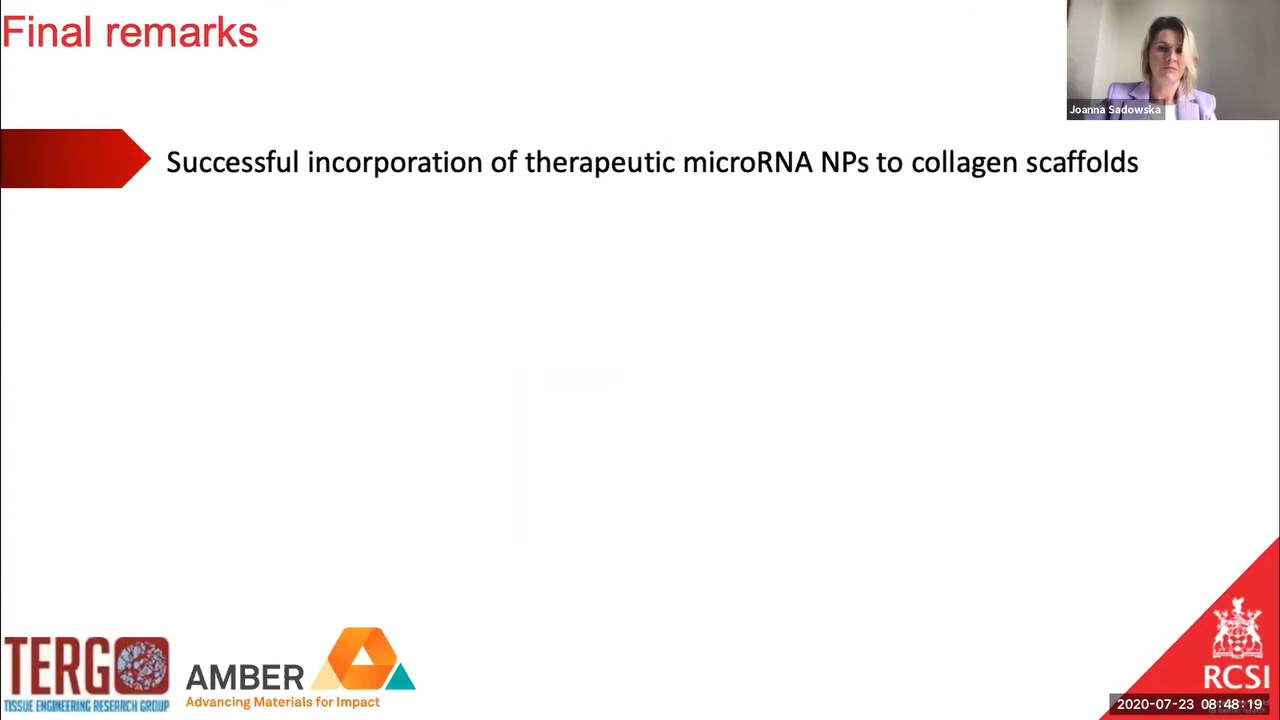 Final remarks
Joanna Sadowska
Successful incorporation of therapeutic microRNA NPs to collagen scaffolds
TERG
TISSUE ENGINEERING RESEARCH GROUP
AMBER
Advancing Materials for Impact
RCSI
2020-07-23 08:48:19